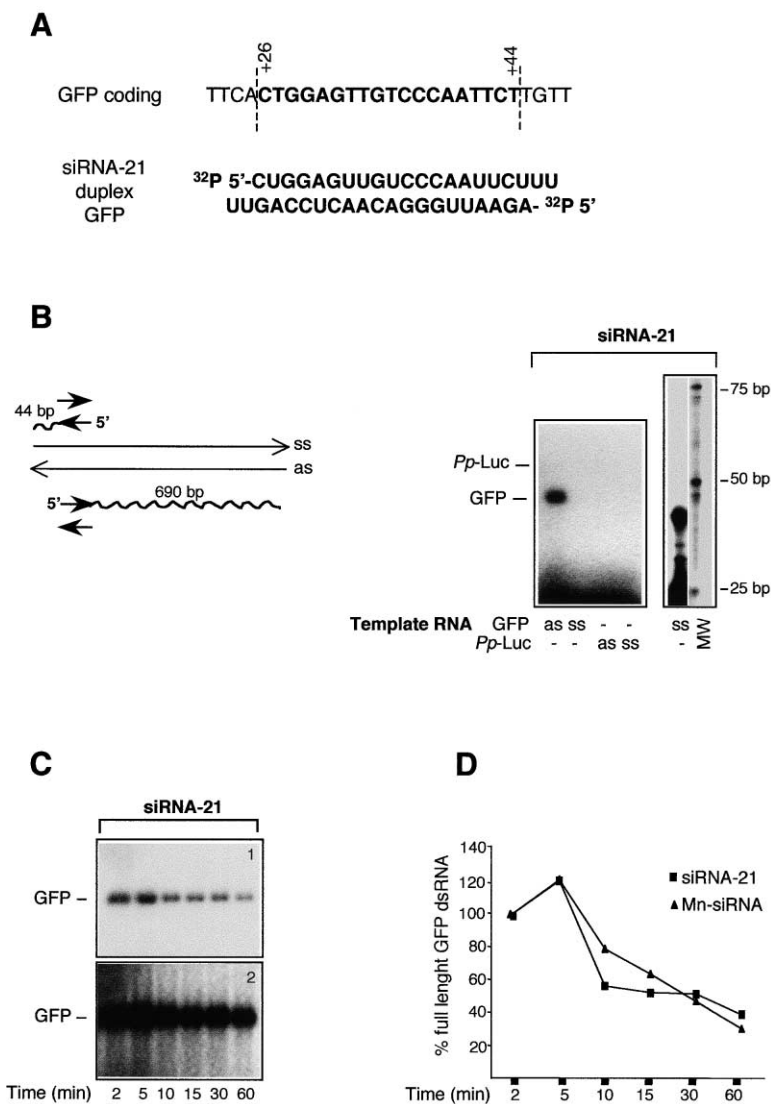 A
+26
+44
GFP coding
TTCACTGGAGTTGTCCCAATTCTTGTT
siRNA-21
duplex
GFP
32P 5'-CUGGAGUUGUCCCAAUUCUUU
UUGACCUCAACAGGGUUAAGA- 32P 5'
B
siRNA-21
44 bp
5'
ss
as
690 bp
5'
Pp-Luc
GFP
-75 bp
-50 bp
-25 bp
Template RNA GFP as ss - - ss MW
Pp-Luc - - as ss -
C
siRNA-21
GFP
1
GFP
2
Time (min) 2 5 10 15 30 60
D
% full lenght GFP dsRNA
140
120
100
80
60
40
20
siRNA-21
Mn-siRNA
Time (min) 2 5 10 15 30 60